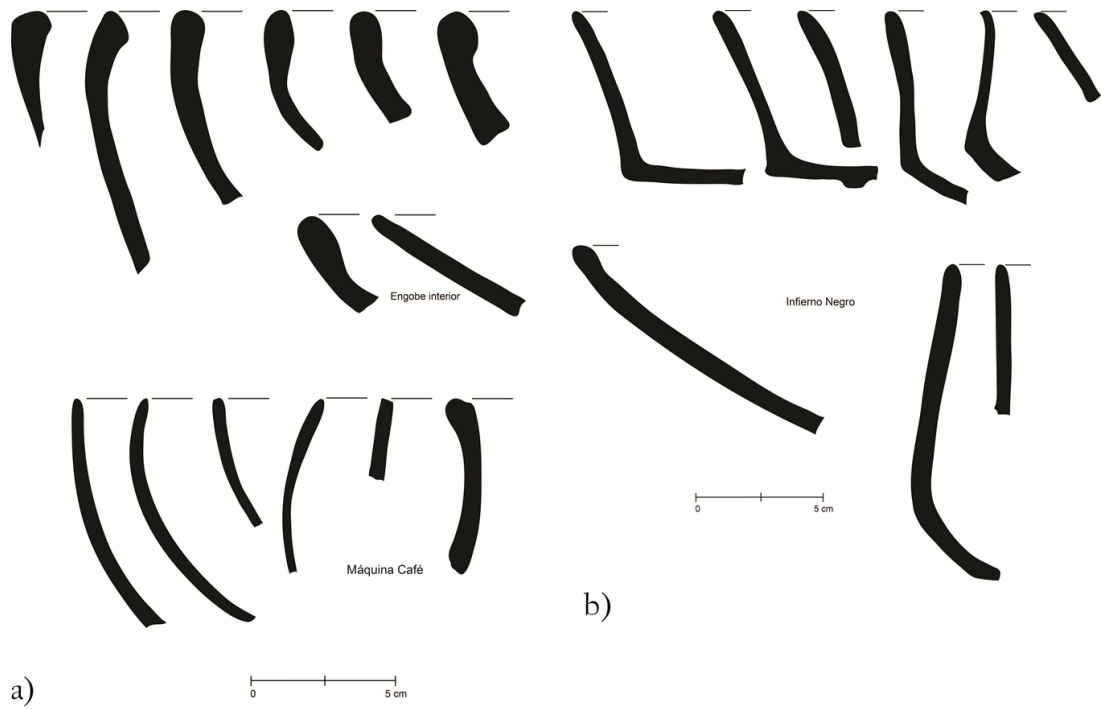 Engobe interior
Máquina Café
0 5 cm
a)
Infierno Negro
0 5 cm
b)